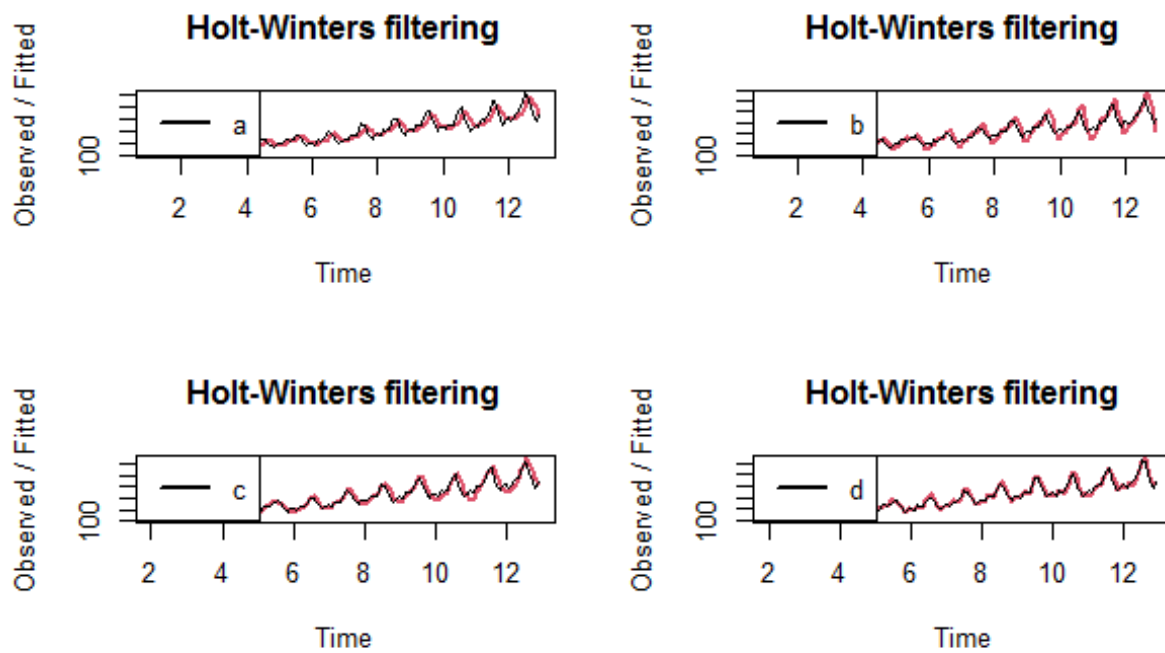 Holt-Winters filtering
Observed / Fitted
100
a
2 4 6 8 10 12
Time
Holt-Winters filtering
Observed / Fitted
100
b
2 4 6 8 10 12
Time
Holt-Winters filtering
Observed / Fitted
100
c
2 4 6 8 10 12
Time
Holt-Winters filtering
Observed / Fitted
100
d
2 4 6 8 10 12
Time